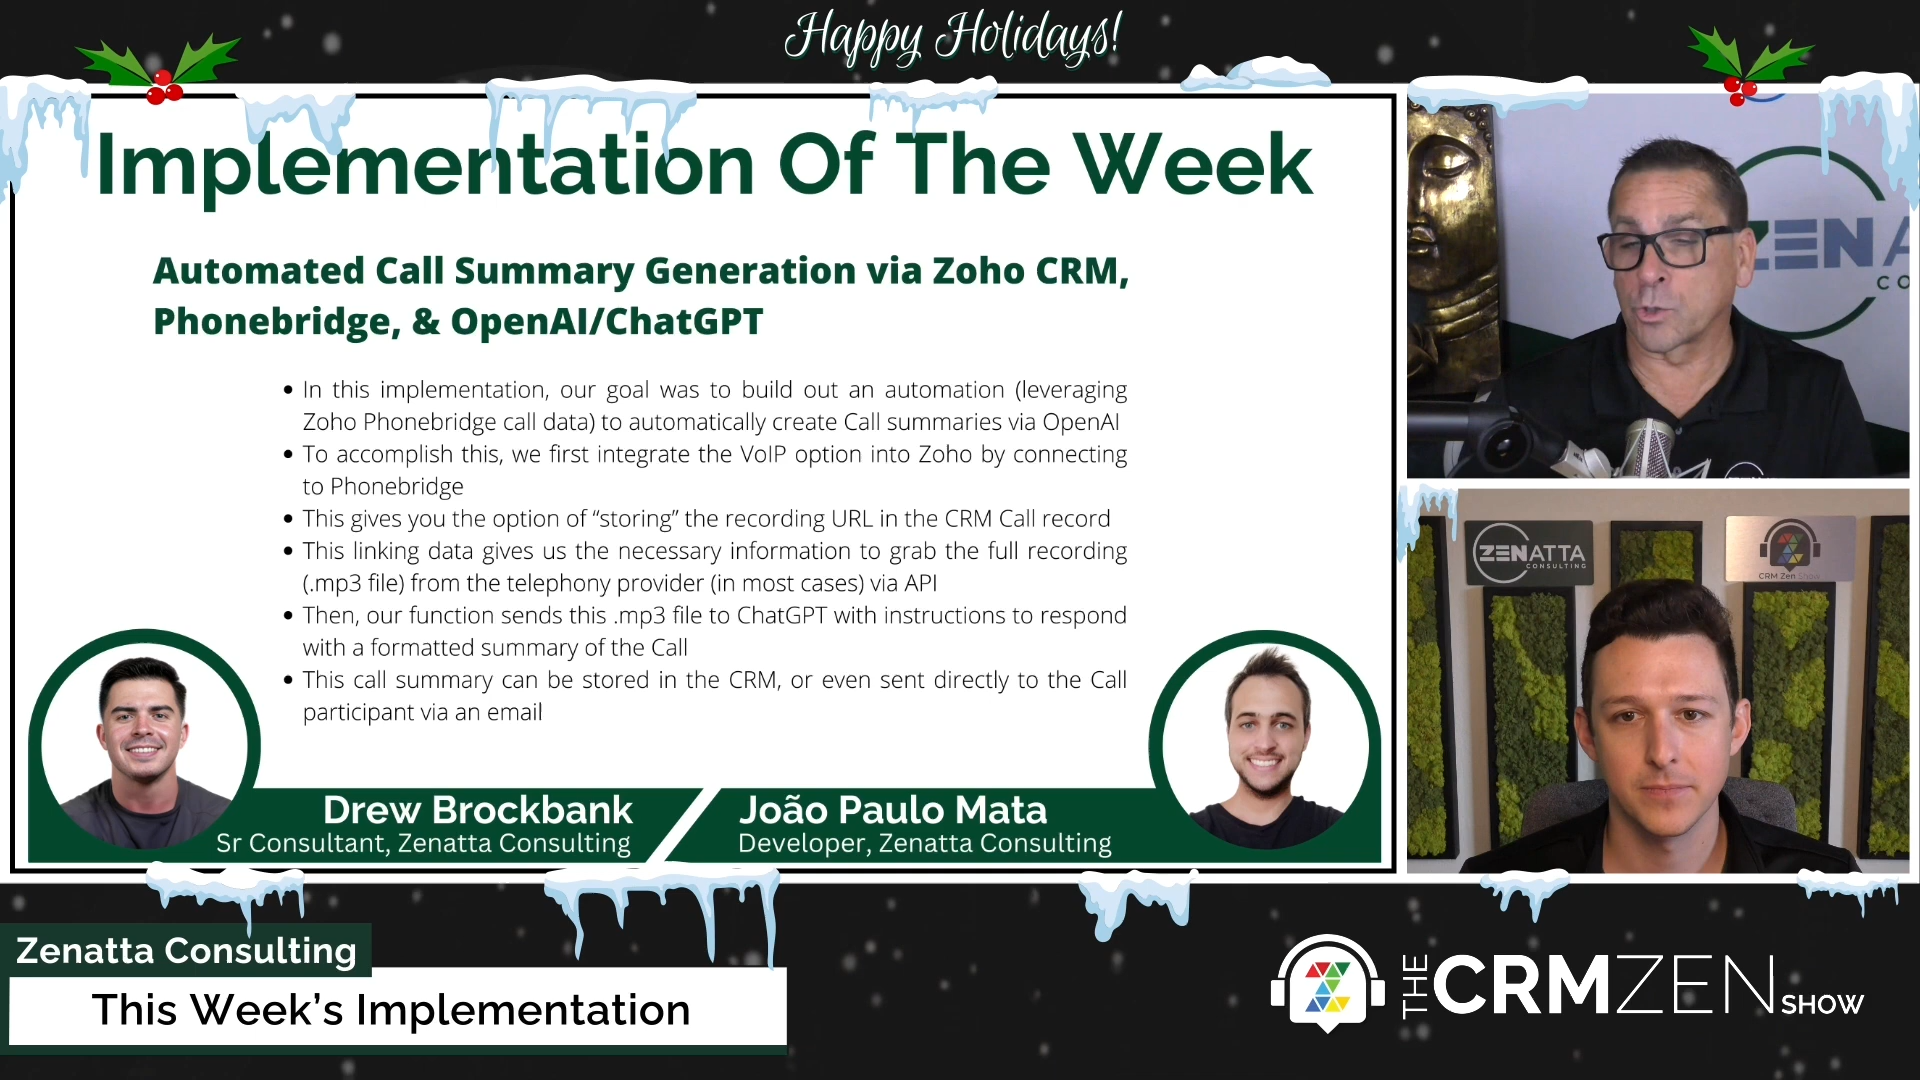 Happy Holidays!
Implementation Of The Week
Automated Call Summary Generation via Zoho CRM,
Phonebridge, & OpenAI/ChatGPT
• In this implementation, our goal was to build out an automation (leveraging
Zoho Phonebridge call data) to automatically create Call summaries via OpenAI
• To accomplish this, we first integrate the VoIP option into Zoho by connecting
to Phonebridge
• This gives you the option of “storing” the recording URL in the CRM Call record
• This linking data gives us the necessary information to grab the full recording
(.mp3 file) from the telephony provider (in most cases) via API
• Then, our function sends this .mp3 file to ChatGPT with instructions to respond
with a formatted summary of the Call
• This call summary can be stored in the CRM, or even sent directly to the Call
participant via an email
Drew Brockbank
Sr Consultant, Zenatta Consulting
João Paulo Mata
Developer, Zenatta Consulting
ZENA
CO
ZENATTA
CONSULTING
CRM Zen Show
Zenatta Consulting
This Week’s Implementation
THE CRMZEN SHOW